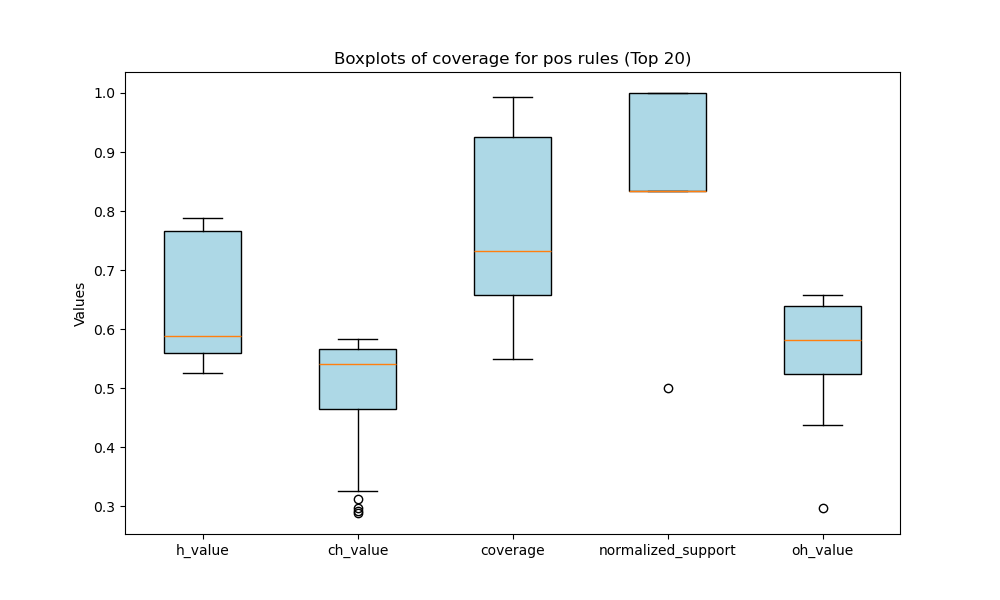 Boxplots of coverage for pos rules (Top 20)
1.0
0.9
0.8
0.7
0.6
0.5
0.4
0.3
Values
h_value
ch_value
coverage
normalized_support
oh_value